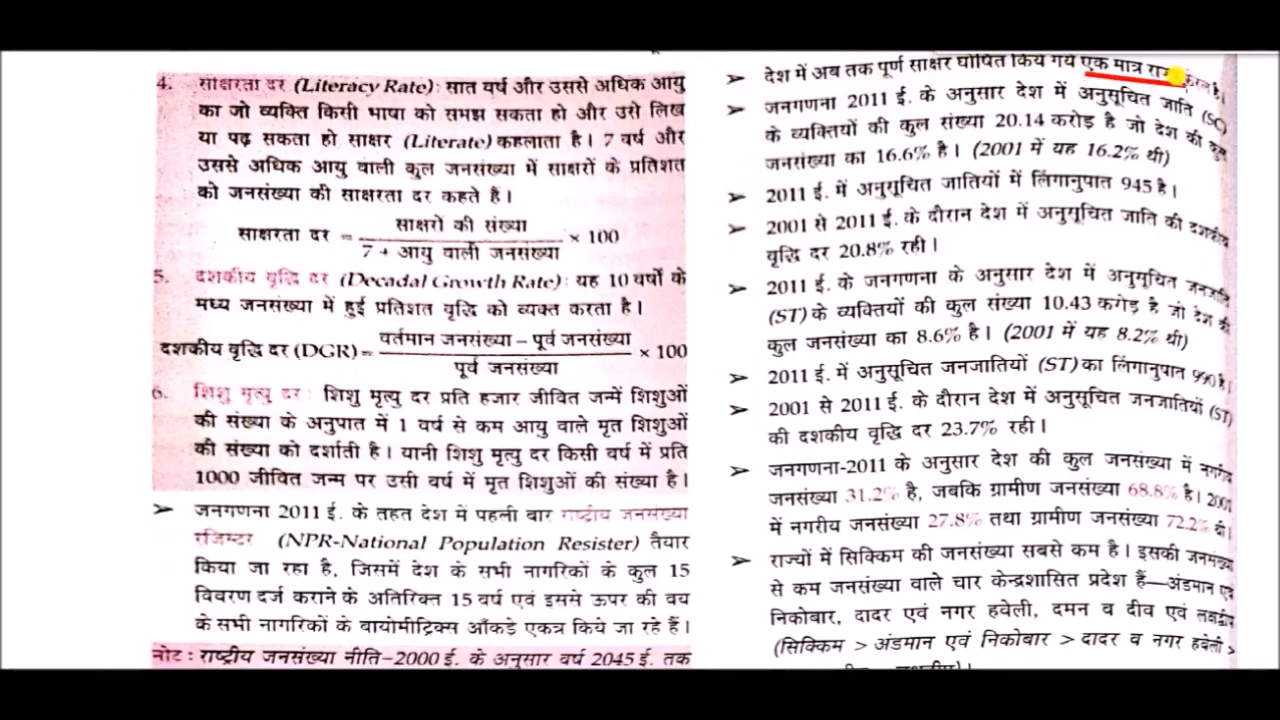 4. साक्षरता दर (Literacy Rate) : सात वर्ष और उससे अधिक आयु
का जो व्यक्ति किसी भाषा को समझ सकता हो और उसे लिख
या पढ़ सकता हो साक्षर (Literate) कहलाता है। 7 वर्ष और
उससे अधिक आयु वाली कुल जनसंख्या में साक्षरों के प्रतिशत
को जनसंख्या की साक्षरता दर कहते हैं।
साक्षरता दर = साक्षरों की संख्या / 7 + आयु वाली जनसंख्या × 100
5. दशकीय वृद्धि दर (Decadal Growth Rate) : यह 10 वर्षों के
मध्य जनसंख्या में हुई प्रतिशत वृद्धि को व्यक्त करता है।
दशकीय वृद्धि दर (DGR) = वर्तमान जनसंख्या – पूर्व जनसंख्या / पूर्व जनसंख्या × 100
6. शिशु मृत्यु दर : शिशु मृत्यु दर प्रति हजार जीवित जन्में शिशुओं
की संख्या के अनुपात में 1 वर्ष से कम आयु वाले मृत शिशुओं
की संख्या को दर्शाती है। यानी शिशु मृत्यु दर किसी वर्ष में प्रति
1000 जीवित जन्म पर उसी वर्ष में मृत शिशुओं की संख्या है।
➢ जनगणना 2011 ई. के तहत देश में पहली बार राष्ट्रीय जनसंख्या
रजिस्टर (NPR-National Population Resister) तैयार
किया जा रहा है, जिसमें देश के सभी नागरिकों के कुल 15
विवरण दर्ज कराने के अतिरिक्त 15 वर्ष एवं इससे ऊपर की वय
के सभी नागरिकों के बायोमीट्रिक्स आँकड़े एकत्र किये जा रहे हैं।
नोट : राष्ट्रीय जनसंख्या नीति–2000 ई. के अनुसार वर्ष 2045 ई. तक
➢ देश में अब तक पूर्ण साक्षर घोषित किये गये एक मात्र है।
➢ जनगणना 2011 ई. के अनुसार देश में अनुसूचित जाति (SC)
के व्यक्तियों की कुल संख्या 20.14 करोड़ है जो देश की कुल
जनसंख्या का 16.6% है। (2001 में यह 16.2% थी)
➢ 2011 ई. में अनुसूचित जातियों में लिंगानुपात 945 है।
➢ 2001 से 2011 ई. के दौरान देश में अनुसूचित जाति की दशकीय
वृद्धि दर 20.8% रही।
➢ 2011 ई. के जनगणना के अनुसार देश में अनुसूचित जनजाति
(ST) के व्यक्तियों की कुल संख्या 10.43 करोड़ है जो देश की
कुल जनसंख्या का 8.6% है। (2001 में यह 8.2% थी)
➢ 2011 ई. में अनुसूचित जनजातियों (ST) का लिंगानुपात 990 है।
➢ 2001 से 2011 ई. के दौरान देश में अनुसूचित जनजातियों (ST)
की दशकीय वृद्धि दर 23.7% रही।
➢ जनगणना-2011 के अनुसार देश की कुल जनसंख्या में नगरीय
जनसंख्या 31.2% है, जबकि ग्रामीण जनसंख्या 68.8% है। 2001
में नगरीय जनसंख्या 27.8% तथा ग्रामीण जनसंख्या 72.2% थी।
➢ राज्यों में सिक्किम की जनसंख्या सबसे कम है। इसकी जनसंख्या
से कम जनसंख्या वाले चार केन्द्रशासित प्रदेश हैं—अंडमान एवं
निकोबार, दादर एवं नगर हवेली, दमन व दीव एवं लक्षद्वीप
(सिक्किम > अंडमान एवं निकोबार > दादर व नगर हवेली >